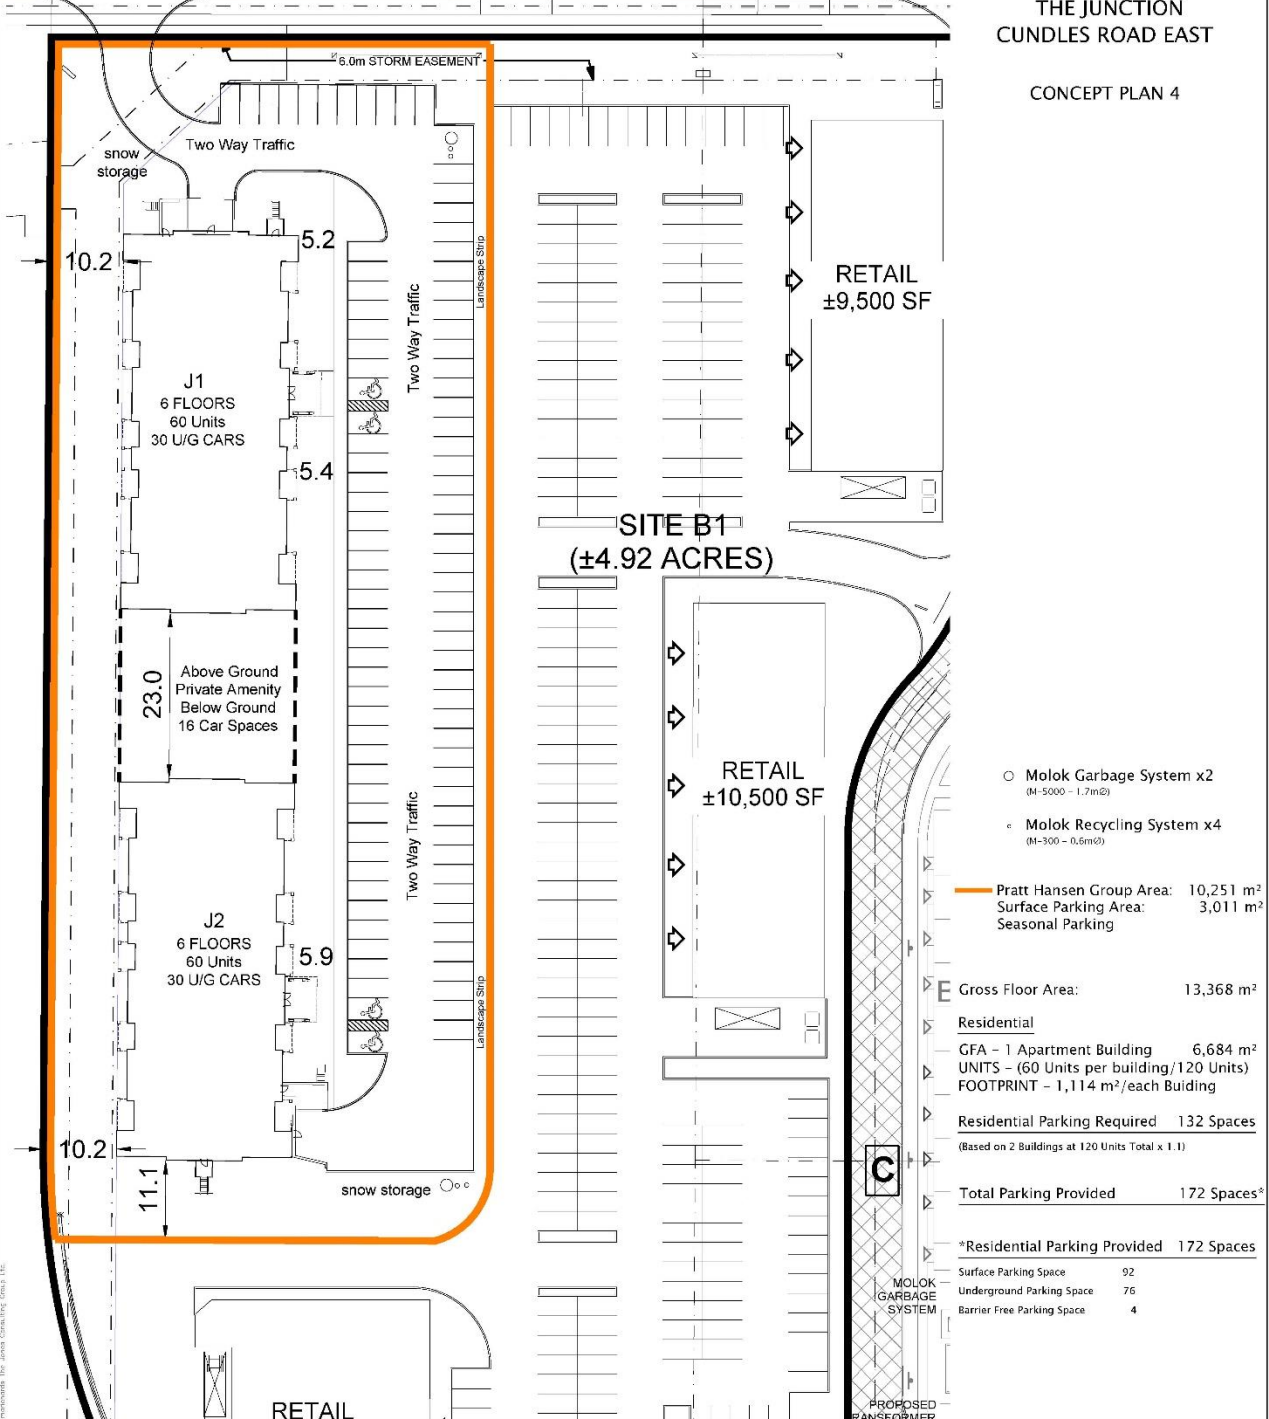 THE JUNCTION
CUNDLES ROAD EAST
CONCEPT PLAN 4
6.0m STORM EASEMENT
Two Way Traffic
snow
storage
5.2
10.2
Landscape Strip
Two Way Traffic
RETAIL
±9,500 SF
J1
6 FLOORS
60 Units
30 U/G CARS
5.4
SITE B1
(±4.92 ACRES)
23.0
Above Ground
Private Amenity
Below Ground
16 Car Spaces
RETAIL
±10,500 SF
Two Way Traffic
J2
6 FLOORS
60 Units
30 U/G CARS
5.9
Landscape Strip
10.2
11.1
snow storage
C
MOLOK
GARBAGE
SYSTEM
RETAIL
PROPOSED
E
Molok Garbage System x2
(M-5000 - 1.7mØ)
Molok Recycling System x4
(M-300 - 0.6mØ)
Pratt Hansen Group Area: 10,251 m²
Surface Parking Area: 3,011 m²
Seasonal Parking
Gross Floor Area: 13,368 m²
Residential
GFA - 1 Apartment Building 6,684 m²
UNITS - (60 Units per building/120 Units)
FOOTPRINT - 1,114 m²/each Buiding
Residential Parking Required 132 Spaces
(Based on 2 Buildings at 120 Units Total x 1.1)
Total Parking Provided 172 Spaces*
*Residential Parking Provided 172 Spaces
Surface Parking Space 92
Underground Parking Space 76
Barrier Free Parking Space 4